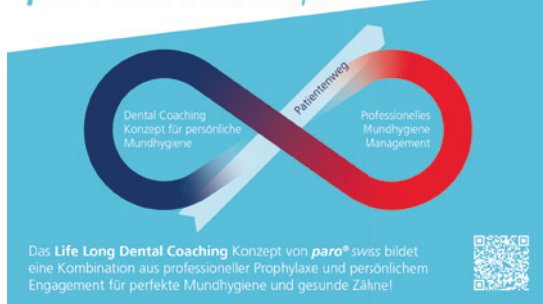 Patientenweg
Dental Coaching
Konzept für persönliche
Mundhygiene
Professionelles
Mundhygiene
Management
Das Life Long Dental Coaching Konzept von paro® swiss bildet
eine Kombination aus professioneller Prophylaxe und persönlichem
Engagement für perfekte Mundhygiene und gesunde Zähne!